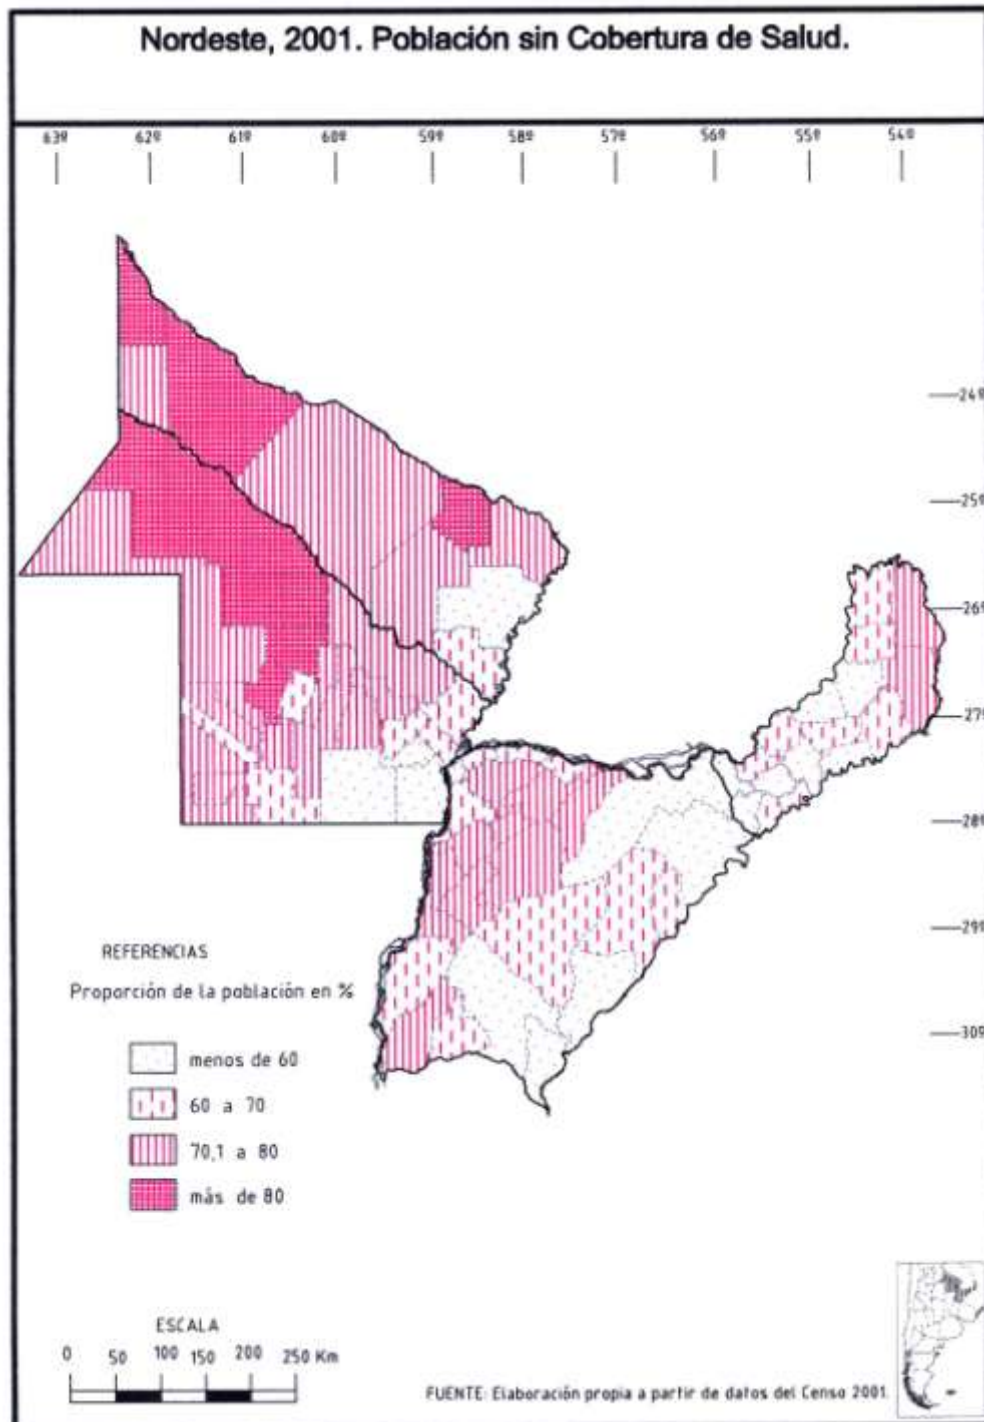 Nordeste, 2001. Población sin Cobertura de Salud.
63º 62º 61º 60º 59º 58º 57º 56º 55º 54º
24º
25º
26º
27º
28º
29º
30º
REFERENCIAS
Proporción de la población en %
menos de 60
60 a 70
70,1 a 80
más de 80
ESCALA
0 50 100 150 200 250 Km
FUENTE: Elaboración propia a partir de datos del Censo 2001.